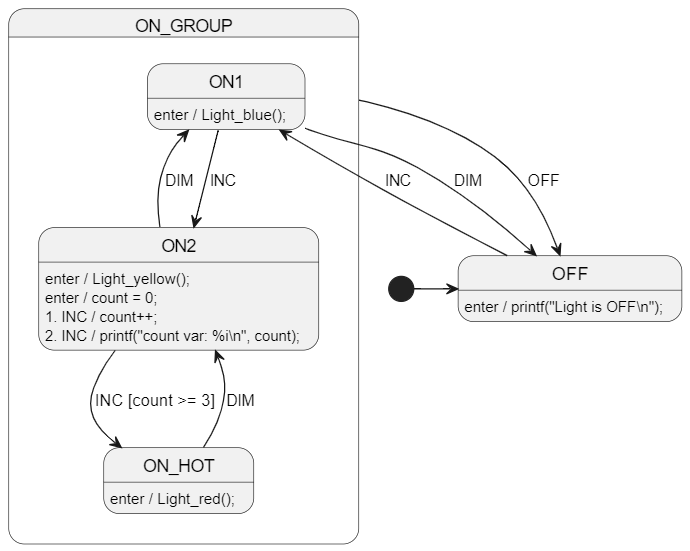 ON_GROUP
ON1
enter / Light_blue();
DIM
INC
INC
DIM
OFF
ON2
enter / Light_yellow();
enter / count = 0;
1. INC / count++;
2. INC / printf("count var: %i\n", count);
OFF
enter / printf("Light is OFF\n");
INC [count >= 3]
DIM
ON_HOT
enter / Light_red();